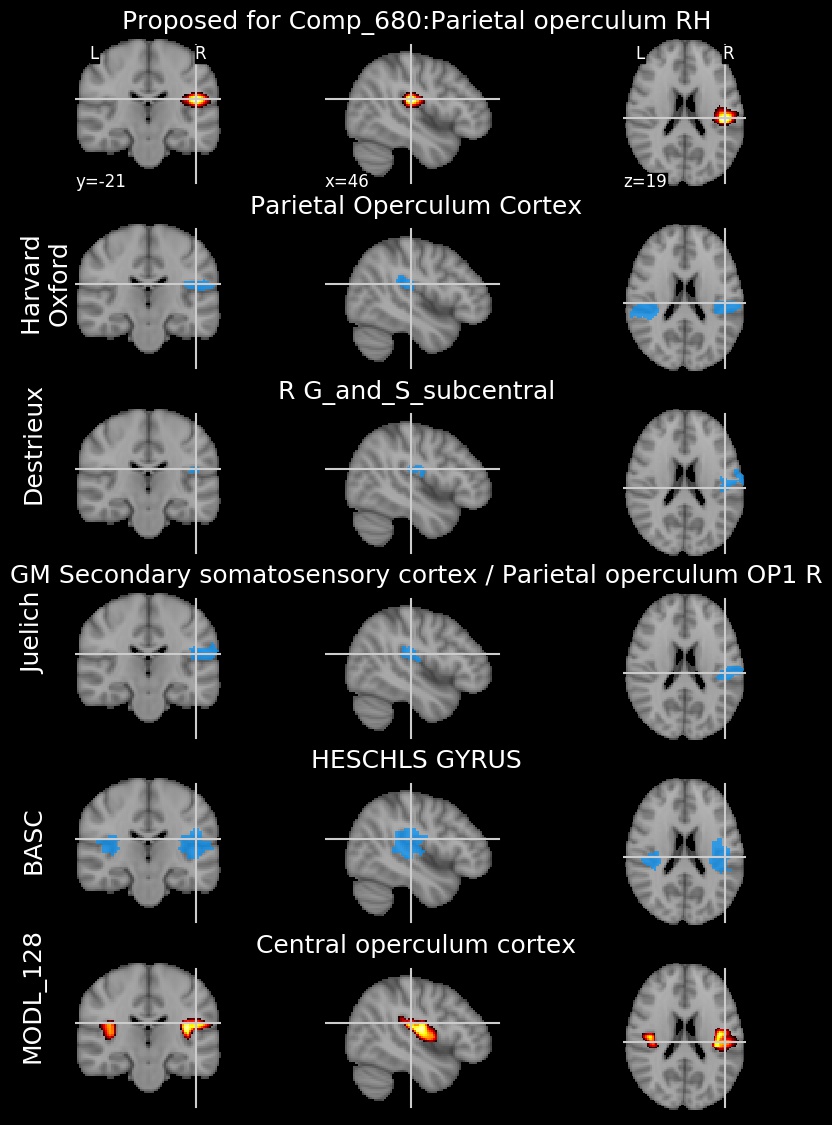 Proposed for Comp_680:Parietal operculum RH
L R L R
y=-21 x=46 z=19
Parietal Operculum Cortex
Harvard
Oxford
R G_and_S_subcentral
Destrieux
GM Secondary somatosensory cortex / Parietal operculum OP1 R
Juelich
HESCHLS GYRUS
BASC
Central operculum cortex
MODL_128